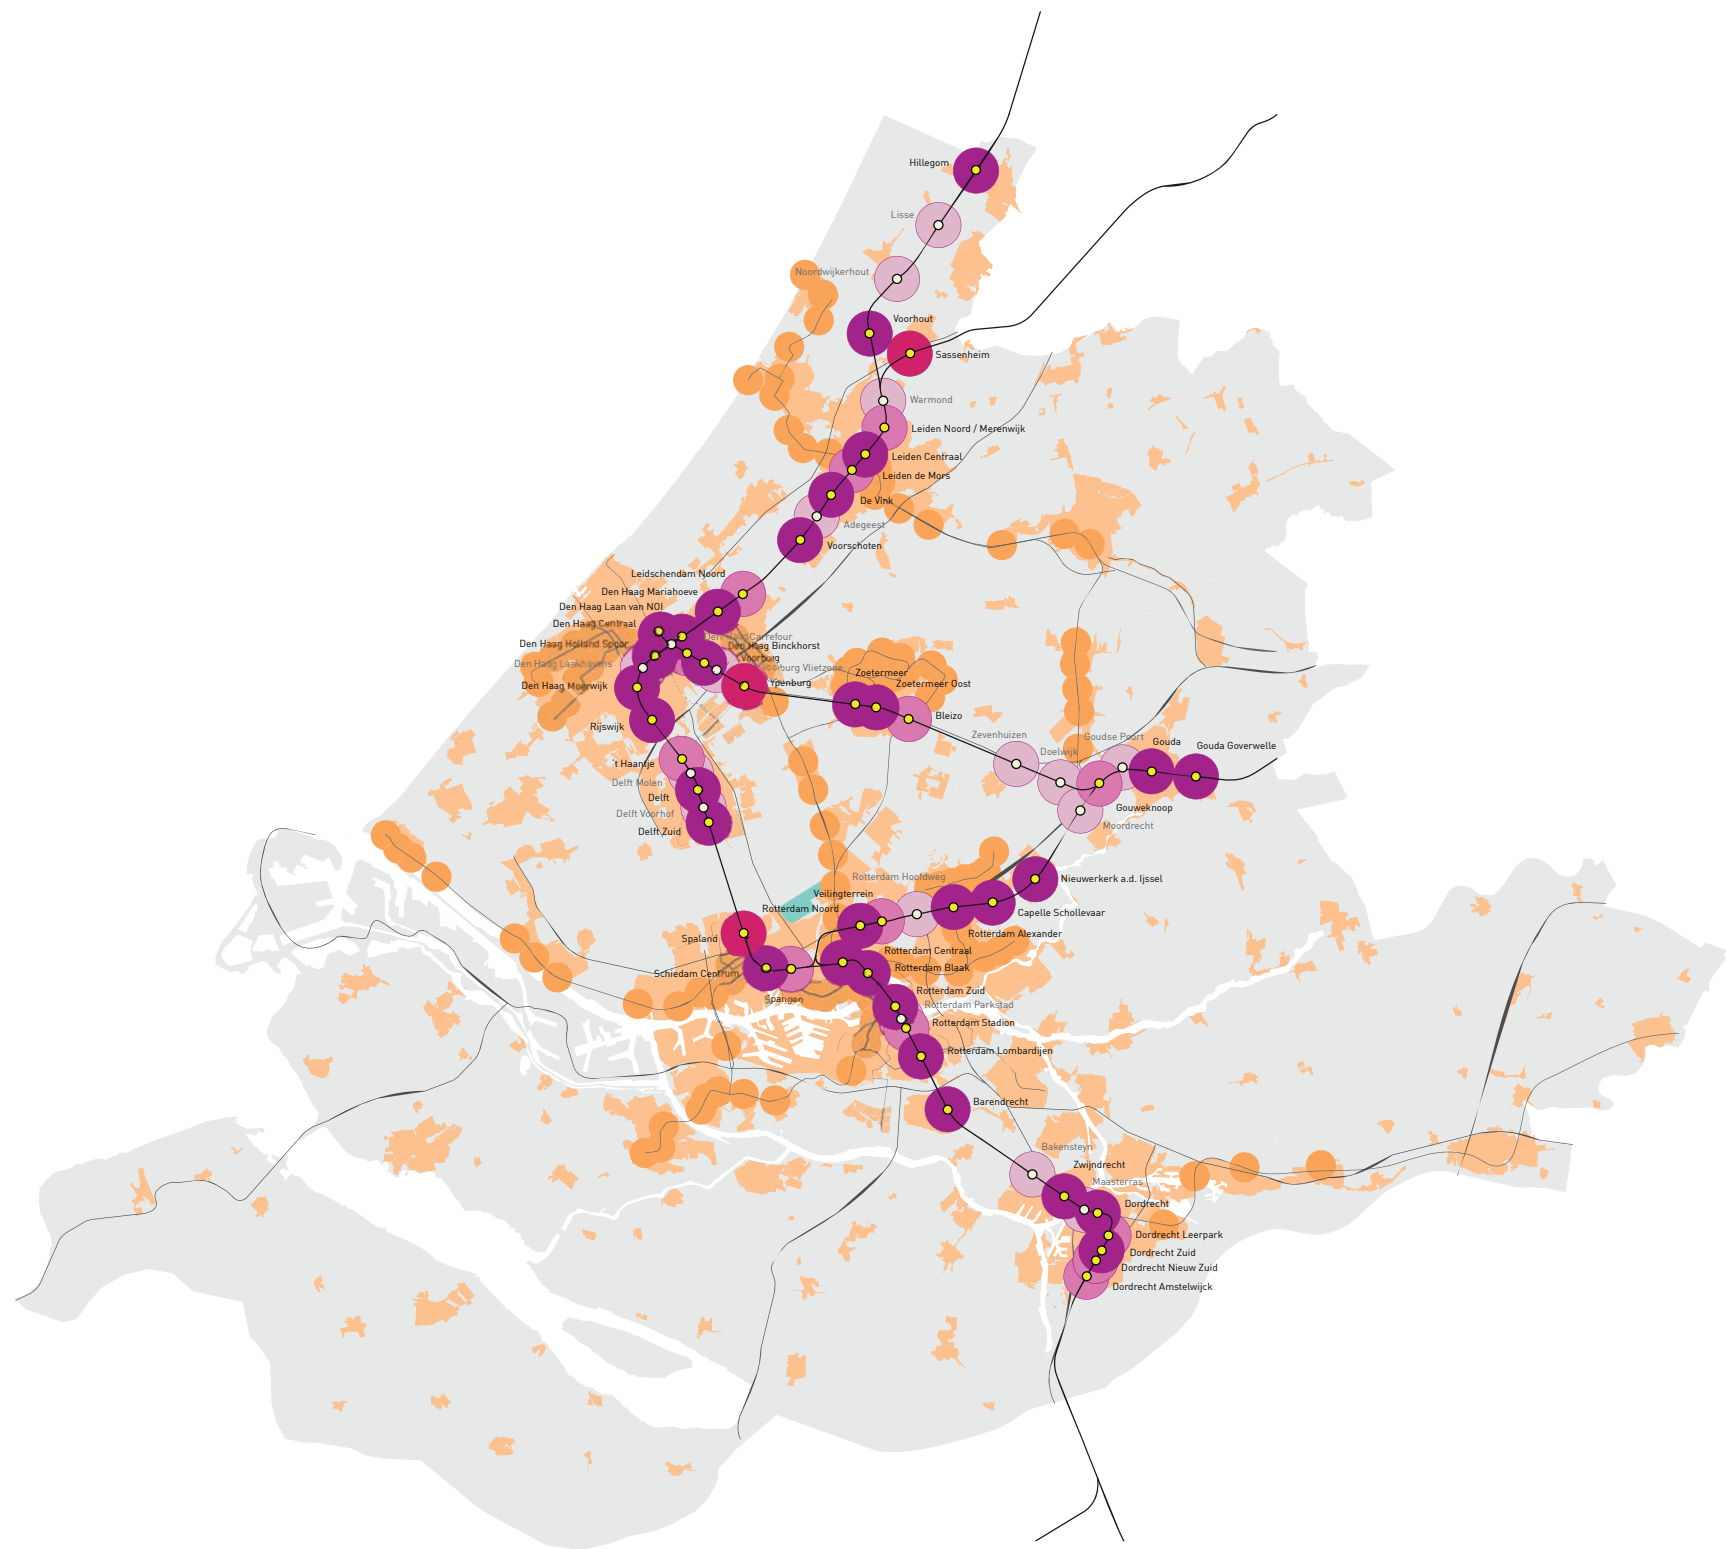 Hillegom
Lisse
Noordwijkerhout
Voorhout
Sassenheim
Warmond
Leiden Noord / Merenwijk
Leiden Centraal
Leiden de Mors
De Vink
Adegeest
Voorschoten
Leidschendam Noord
Den Haag Mariahoeve
Den Haag Laan van NOI
Den Haag Centraal
Den Haag Carrefour
Den Haag Holland Spoor
Den Haag Binckhorst
Voorburg
Den Haag Laakhavens
Voorburg Vlietzone
Zoetermeer
Ypenburg
Zoetermeer Oost
Den Haag Moerwijk
Bleizo
Rijswijk
Zevenhuizen
Goudse Poort
Gouda
Gouda Goverwelle
Doelwijk
't Haantje
Delft Molen
Delft
Gouweknoop
Delft Voorhof
Moordrecht
Delft Zuid
Rotterdam Hoofdweg
Nieuwerkerk a.d. Ijssel
Veilingterrein
Rotterdam Noord
Capelle Schollevaar
Rotterdam Alexander
Spaland
Rotterdam Centraal
Rotterdam Blaak
Schiedam Centrum
Rotterdam Zuid
Spangen
Rotterdam Parkstad
Rotterdam Stadion
Rotterdam Lombardijen
Barendrecht
Bakensteyn
Zwijndrecht
Maasterras
Dordrecht
Dordrecht Leerpark
Dordrecht Zuid
Dordrecht Nieuw Zuid
Dordrecht Amstelwijck